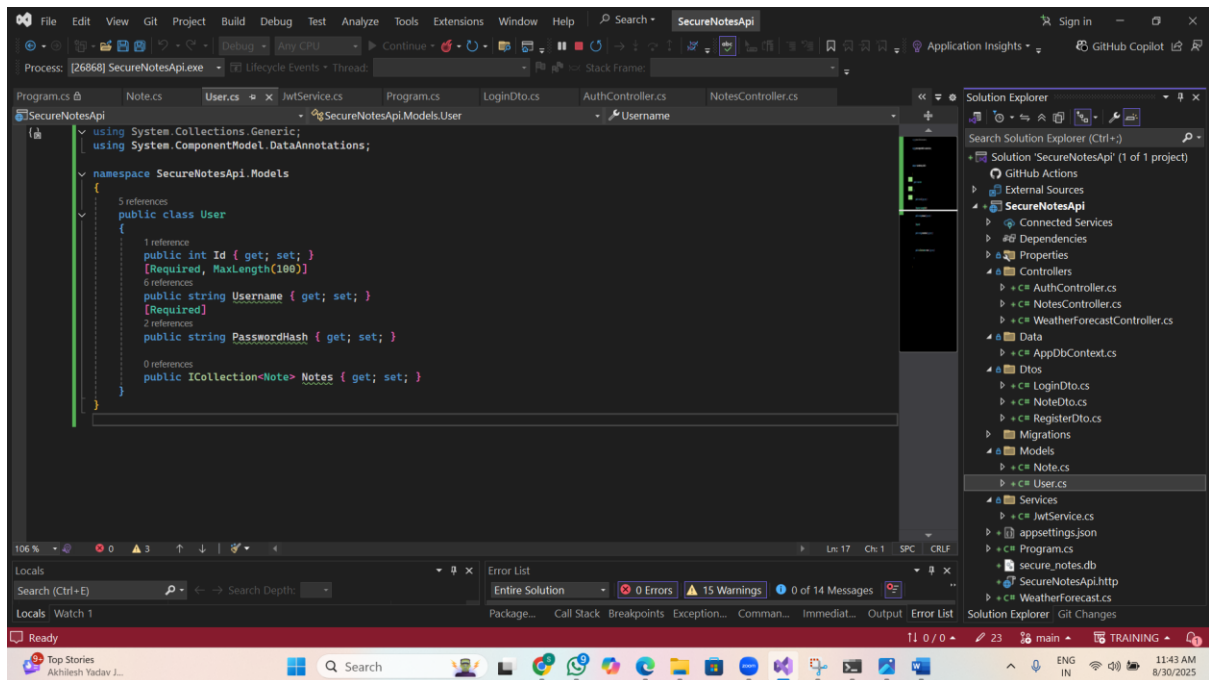 File Edit View Git Project Build Debug Test Analyze Tools Extensions Window Help Search SecureNotesApi Sign in
Debug Any CPU Continue Application Insights GitHub Copilot
Process: [26868] SecureNotesApi.exe Lifecycle Events Thread: Stack Frame:
Program.cs Note.cs User.cs JwtService.cs Program.cs LoginDto.cs AuthController.cs NotesController.cs
SecureNotesApi SecureNotesApi.Models.User Username
using System.Collections.Generic;
using System.ComponentModel.DataAnnotations;
namespace SecureNotesApi.Models
{
5 references
public class User
{
1 reference
public int Id { get; set; }
[Required, MaxLength(100)]
6 references
public string Username { get; set; }
[Required]
2 references
public string PasswordHash { get; set; }
0 references
public ICollection<Note> Notes { get; set; }
}
}
106 % 0 3 Ln: 17 Ch: 1 SPC CRLF
Locals
Search (Ctrl+E) Search Depth:
Locals Watch 1
Error List
Entire Solution 0 Errors 15 Warnings 0 of 14 Messages
Package... Call Stack Breakpoints Exception... Comman... Immediat... Output Error List
Solution Explorer
Search Solution Explorer (Ctrl+;)
Solution 'SecureNotesApi' (1 of 1 project)
GitHub Actions
External Sources
SecureNotesApi
Connected Services
Dependencies
Properties
Controllers
C# AuthController.cs
C# NotesController.cs
C# WeatherForecastController.cs
Data
C# AppDbContext.cs
Dtos
C# LoginDto.cs
C# NoteDto.cs
C# RegisterDto.cs
Migrations
Models
C# Note.cs
C# User.cs
Services
C# JwtService.cs
appsettings.json
C# Program.cs
secure_notes.db
SecureNotesApi.http
C# WeatherForecast.cs
Solution Explorer Git Changes
Ready 0 / 0 23 main TRAINING 1
9+ Top Stories
Akhilesh Yadav J...
Search
9
zoom
ENG
IN
11:43 AM
8/30/2025